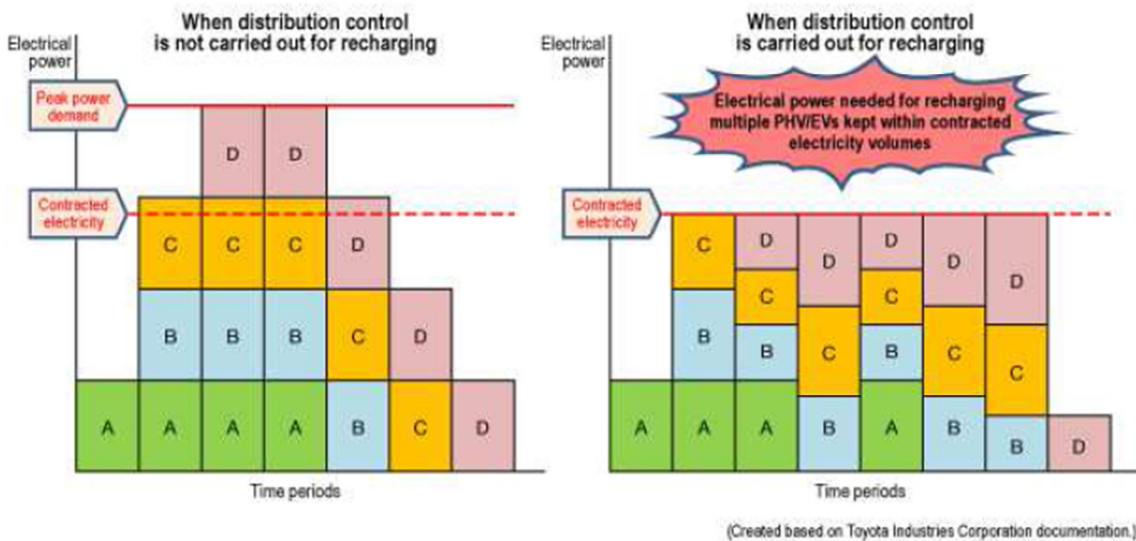 When distribution control
is not carried out for recharging
Electrical
power
Peak power
demand
Contracted
electricity
D D
C C C D
B B B C D
A A A A B C D
Time periods
When distribution control
is carried out for recharging
Electrical
power
Electrical power needed for recharging
multiple PHV/EVs kept within contracted
electricity volumes
Contracted
electricity
C D D D D D
B C C C C C
A A B B B B B D
A A
Time periods
(Created based on Toyota Industries Corporation documentation.)